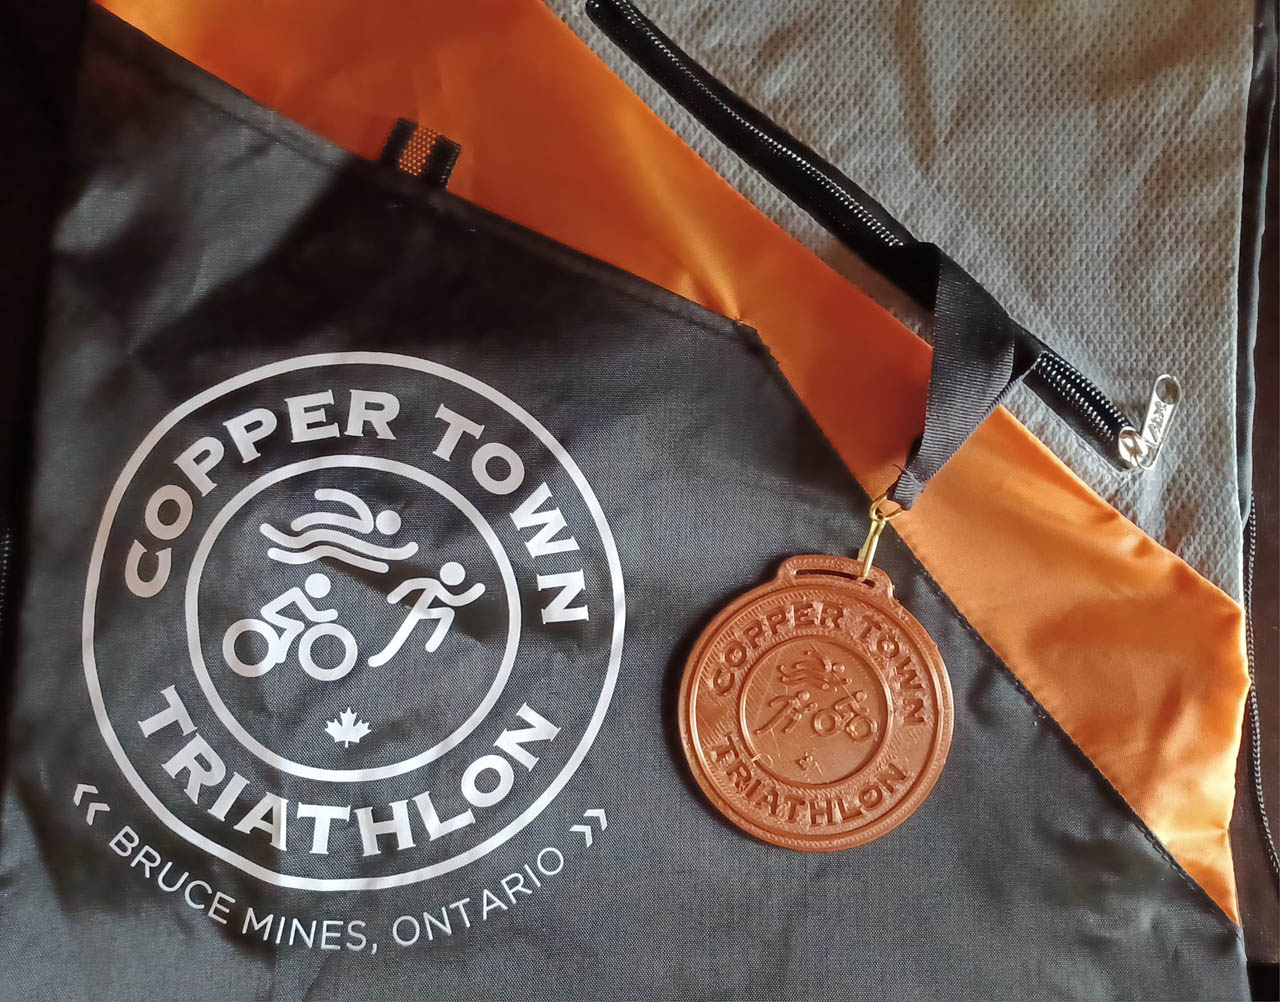 COPPER TOWN
TRIATHLON
« BRUCE MINES, ONTARIO »
COPPER TOWN
TRIATHLON